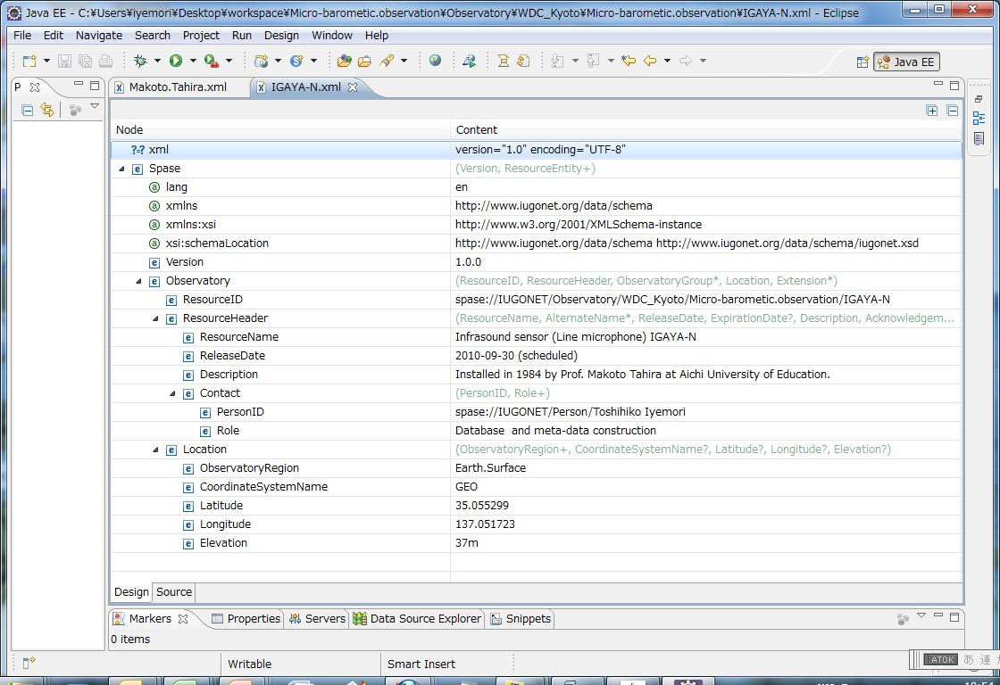 Java EE - C:¥Users¥iyemori¥Desktop¥workspace¥Micro-barometic.observation¥Observatory¥WDC_Kyoto¥Micro-barometic.observation¥IGAYA-N.xml - Eclipse
File Edit Navigate Search Project Run Design Window Help
Java EE
P Makoto.Tahira.xml IGAYA-N.xml
Node Content
?-? xml version="1.0" encoding="UTF-8"
e Spase (Version, ResourceEntity+)
a lang en
a xmlns http://www.iugonet.org/data/schema
a xmlns:xsi http://www.w3.org/2001/XMLSchema-instance
a xsi:schemaLocation http://www.iugonet.org/data/schema http://www.iugonet.org/data/schema/iugonet.xsd
e Version 1.0.0
e Observatory (ResourceID, ResourceHeader, ObservatoryGroup*, Location, Extension*)
e ResourceID spase://IUGONET/Observatory/WDC_Kyoto/Micro-barometic.observation/IGAYA-N
e ResourceHeader (ResourceName, AlternateName*, ReleaseDate, ExpirationDate?, Description, Acknowledgem...
e ResourceName Infrasound sensor (Line microphone) IGAYA-N
e ReleaseDate 2010-09-30 (scheduled)
e Description Installed in 1984 by Prof. Makoto Tahira at Aichi University of Education.
e Contact (PersonID, Role+)
e PersonID spase://IUGONET/Person/Toshihiko Iyemori
e Role Database  and meta-data construction
e Location (ObservatoryRegion+, CoordinateSystemName?, Latitude?, Longitude?, Elevation?)
e ObservatoryRegion Earth.Surface
e CoordinateSystemName GEO
e Latitude 35.055299
e Longitude 137.051723
e Elevation 37m
Design Source
Markers Properties Servers Data Source Explorer Snippets
0 items
Writable Smart Insert
ATOK あ 連